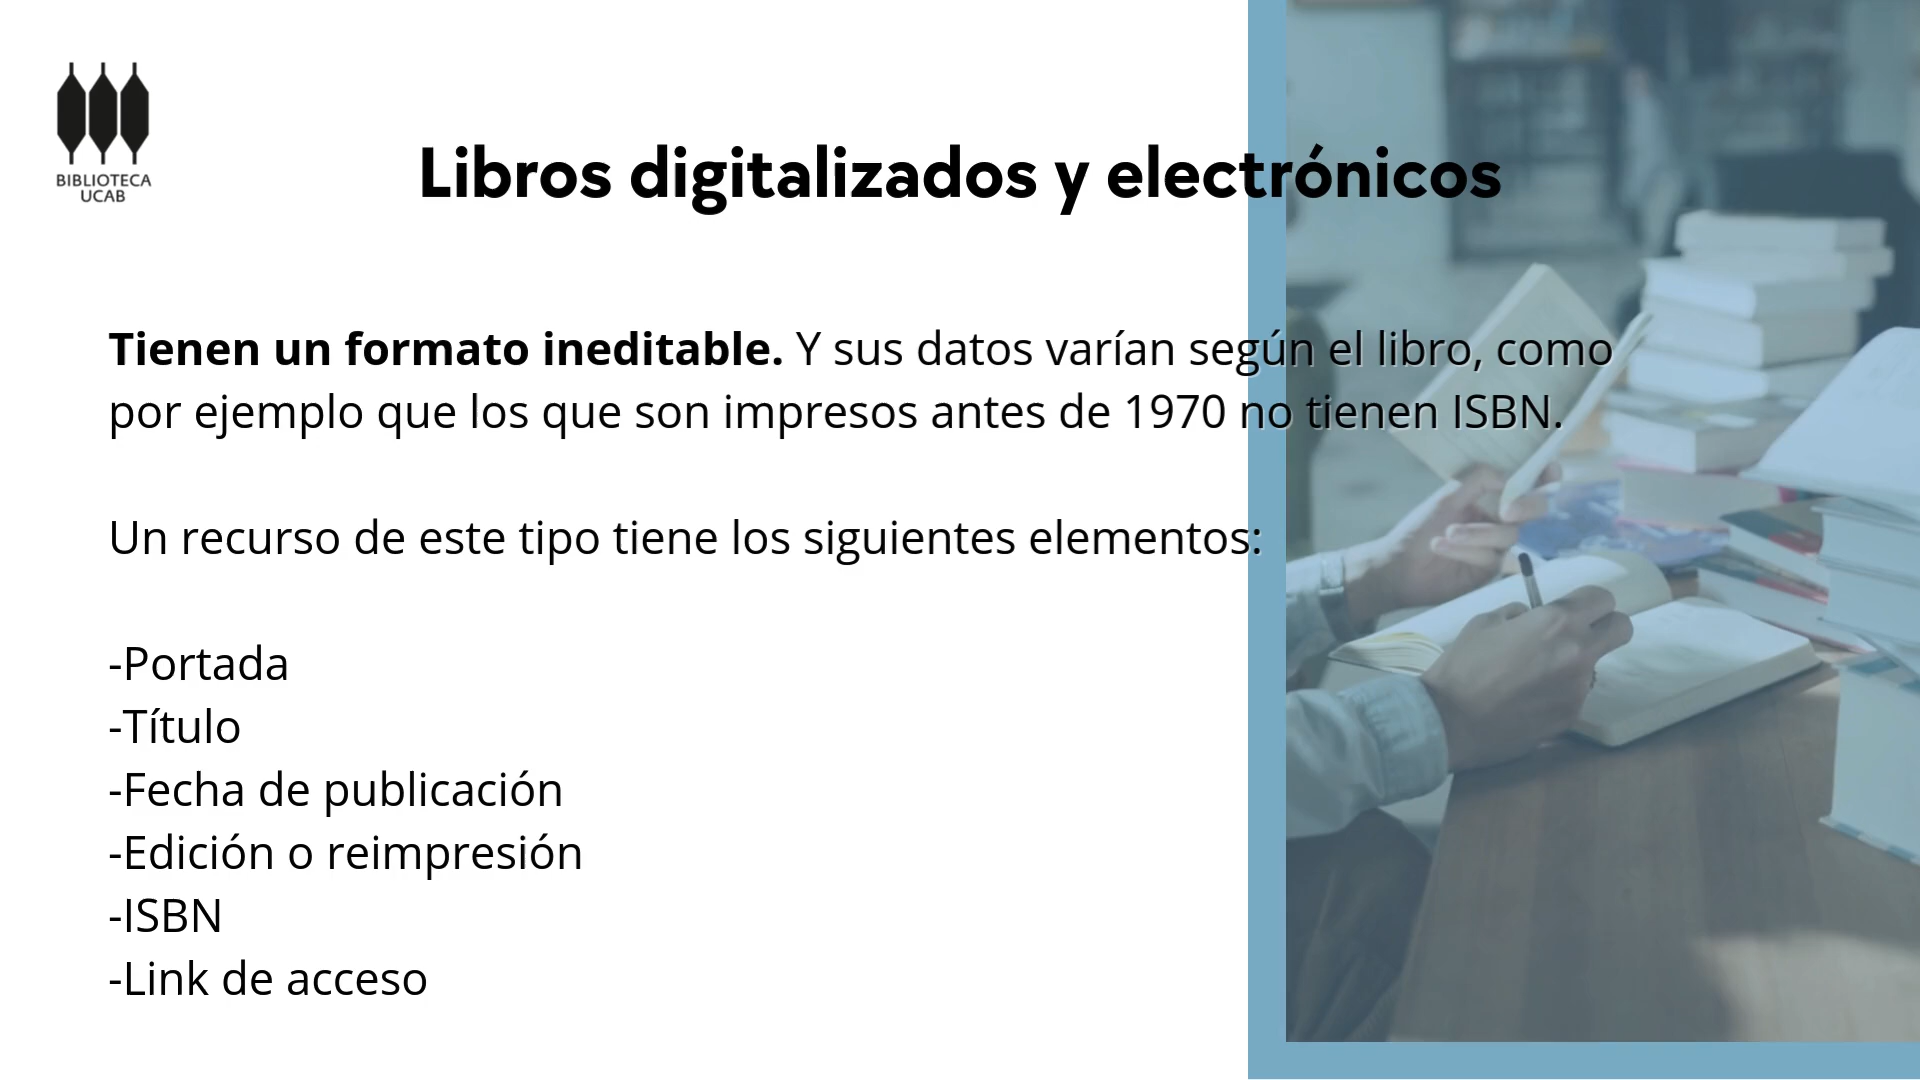 BIBLIOTECA
UCAB
Libros digitalizados y electrónicos
Tienen un formato ineditable. Y sus datos varían según el libro, como
por ejemplo que los que son impresos antes de 1970 no tienen ISBN.
Un recurso de este tipo tiene los siguientes elementos:
-Portada
-Título
-Fecha de publicación
-Edición o reimpresión
-ISBN
-Link de acceso